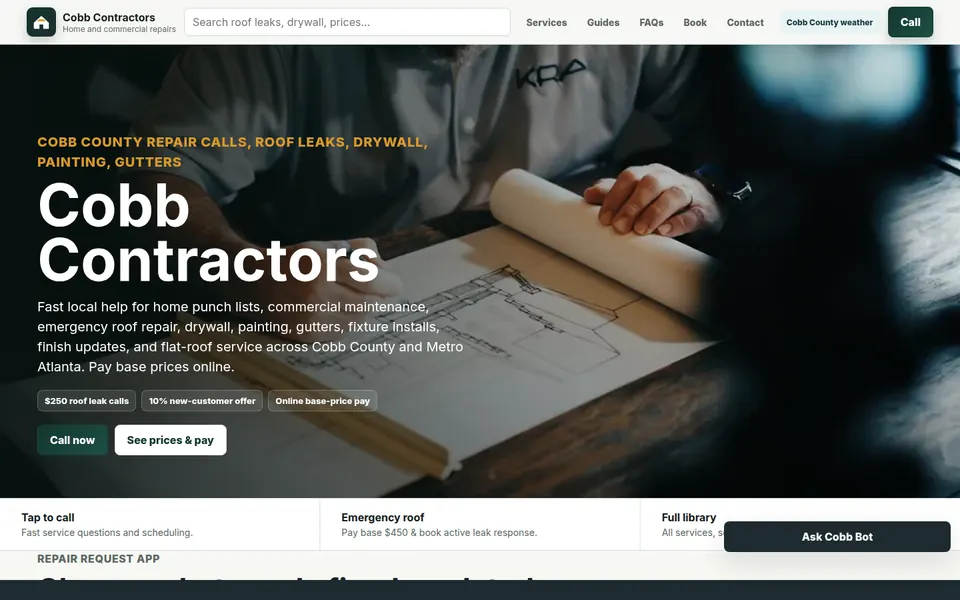 Cobb Contractors
Home and commercial repairs
Search roof leaks, drywall, prices...
Services
Guides
FAQs
Book
Contact
Cobb County weather
Call
KRA
COBB COUNTY REPAIR CALLS, ROOF LEAKS, DRYWALL,
PAINTING, GUTTERS
Cobb
Contractors
Fast local help for home punch lists, commercial maintenance,
emergency roof repair, drywall, painting, gutters, fixture installs,
finish updates, and flat-roof service across Cobb County and Metro
Atlanta. Pay base prices online.
$250 roof leak calls
10% new-customer offer
Online base-price pay
Call now
See prices & pay
Tap to call
Fast service questions and scheduling.
Emergency roof
Pay base $450 & book active leak response.
Full library
All services,
Ask Cobb Bot
REPAIR REQUEST APP